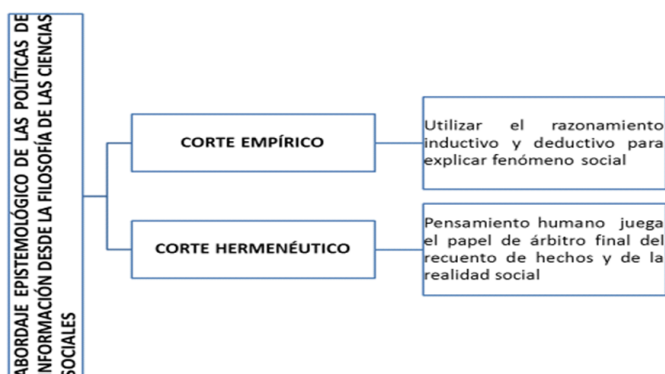 ABORDAJE EPISTEMOLÓGICO DE LAS POLÍTICAS DE
INFORMACIÓN DESDE LA FILOSOFÍA DE LAS CIENCIAS
SOCIALES
CORTE EMPÍRICO
Utilizar el razonamiento
inductivo y deductivo para
explicar fenómeno social
CORTE HERMENÉUTICO
Pensamiento humano juega
el papel de árbitro final del
recuento de hechos y de la
realidad social